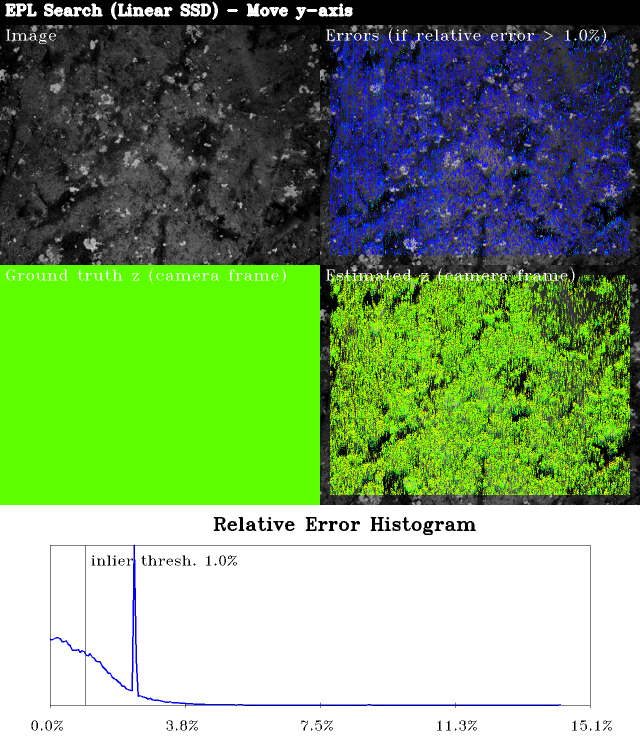 EPL Search (Linear SSD) - Move y-axis
Image
Errors (if relative error > 1.0%)
Ground truth z (camera frame)
Estimated z (camera frame)
Relative Error Histogram
inlier thresh. 1.0%
0.0%
3.8%
7.5%
11.3%
15.1%